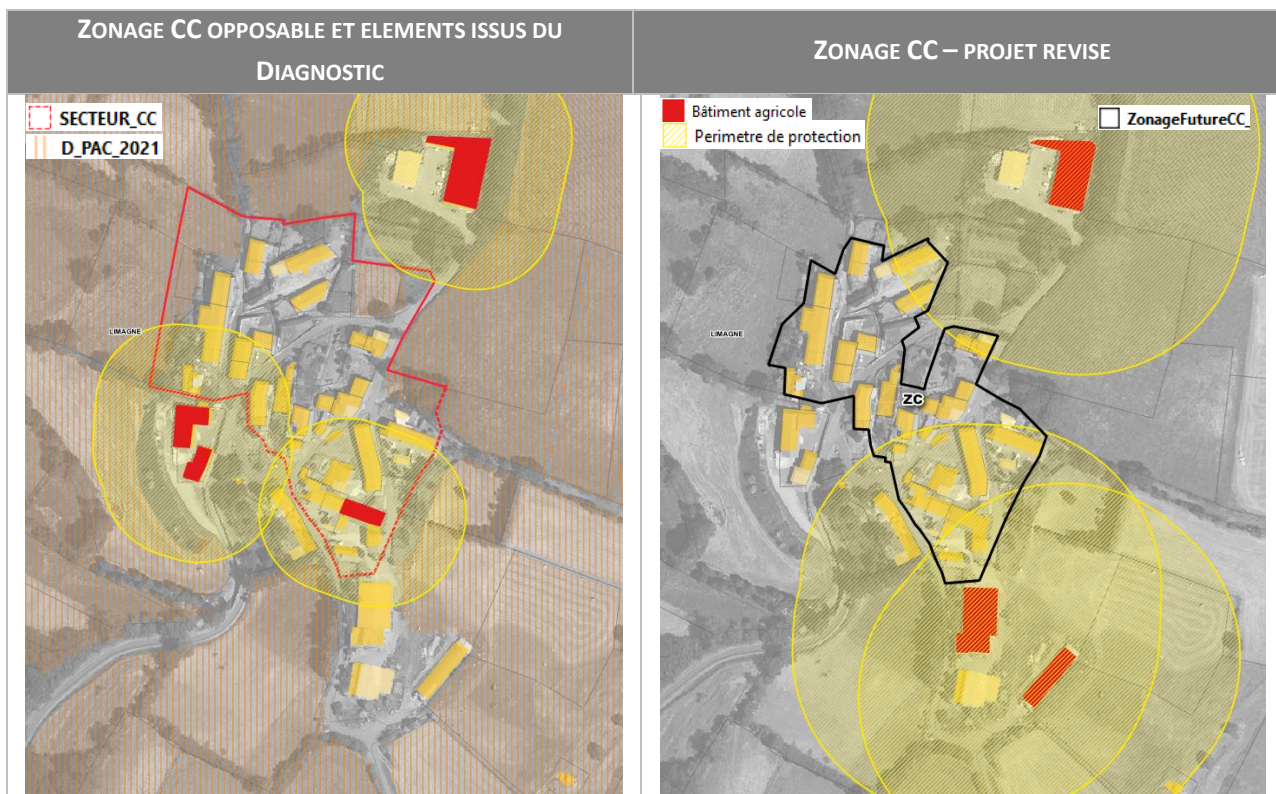 ZONAGE CC OPPOSABLE ET ELEMENTS ISSUS DU
DIAGNOSTIC
ZONAGE CC – PROJET REVISE
SECTEUR_CC
D_PAC_2021
LIMAGNE
Bâtiment agricole
Perimetre de protection
ZonageFutureCC_
LIMAGNE
ZC